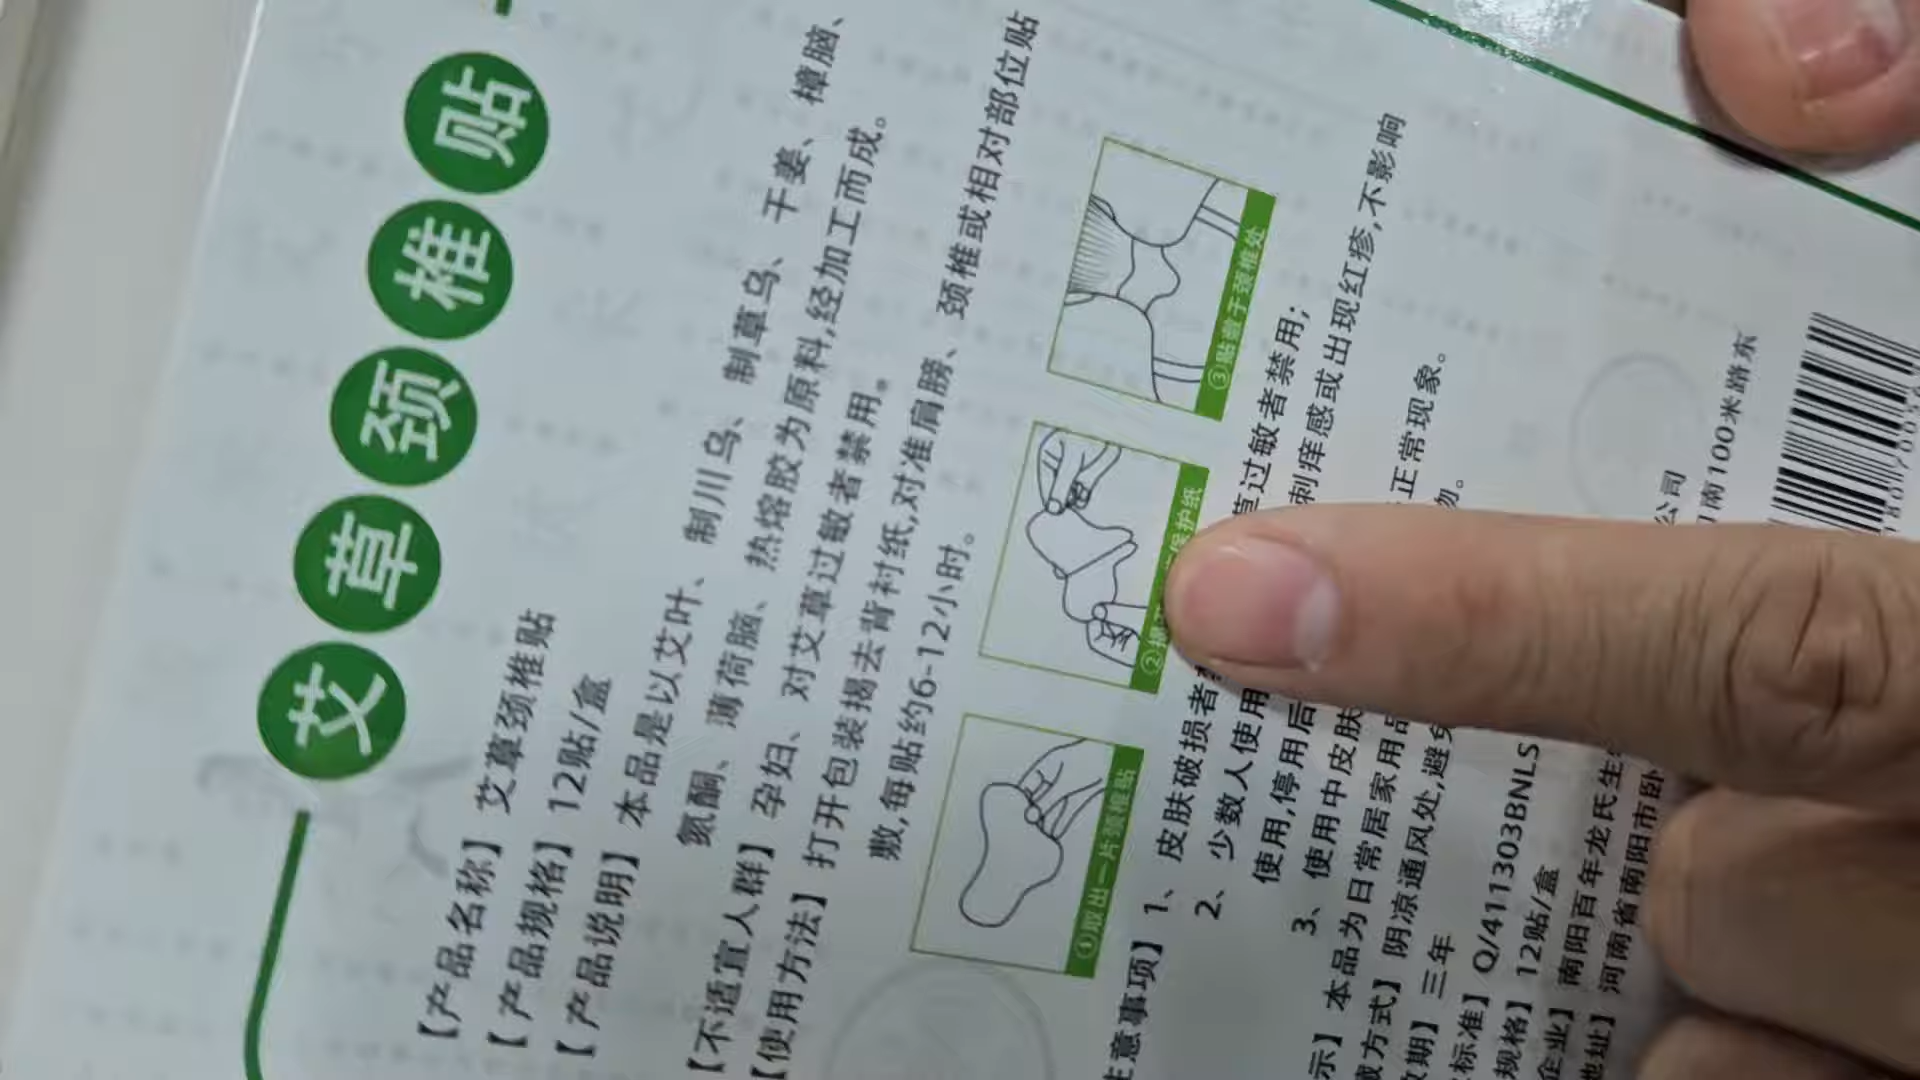 艾草颈椎贴
【产品名称】艾草颈椎贴
【产品规格】12贴/盒
【产品说明】本品是以艾叶、制川乌、制草乌、干姜、樟脑、
氮酮、薄荷脑、热熔胶为原料,经加工而成。
【不适宜人群】孕妇、对艾草过敏者禁用。
【使用方法】打开包装揭去背衬纸,对准肩膀、颈椎或相对部位贴
敷,每贴约6-12小时。
①取出一片颈椎贴
② 保护纸
③贴敷于颈椎处
注意事项】1、皮肤破损者 草过敏者禁用;
2、少数人使用 刺痒感或出现红疹,不影响
使用,停用后
3、使用中皮肤 正常现象。
示】本品为日常居家用品
藏方式】阴凉通风处,避免
期】三年
标准】Q/411303BNLS
规格】12贴/盒
企业】南阳百年龙氏生 公司
地址】河南省南阳市卧 南100米路东